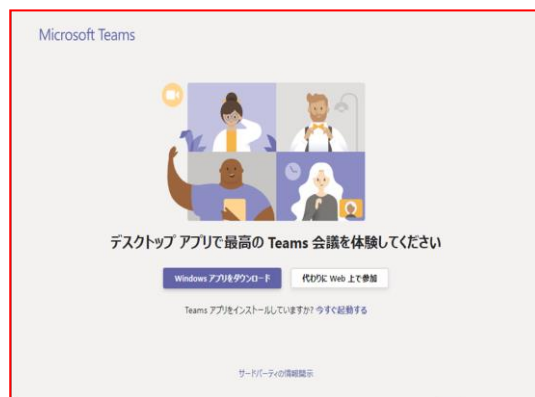 Microsoft Teams
デスクトップ アプリで最高の Teams 会議を体験してください
Windows アプリをダウンロード
代わりに Web 上で参加
Teams アプリをインストールしていますか? 今すぐ起動する
サードパーティの情報開示